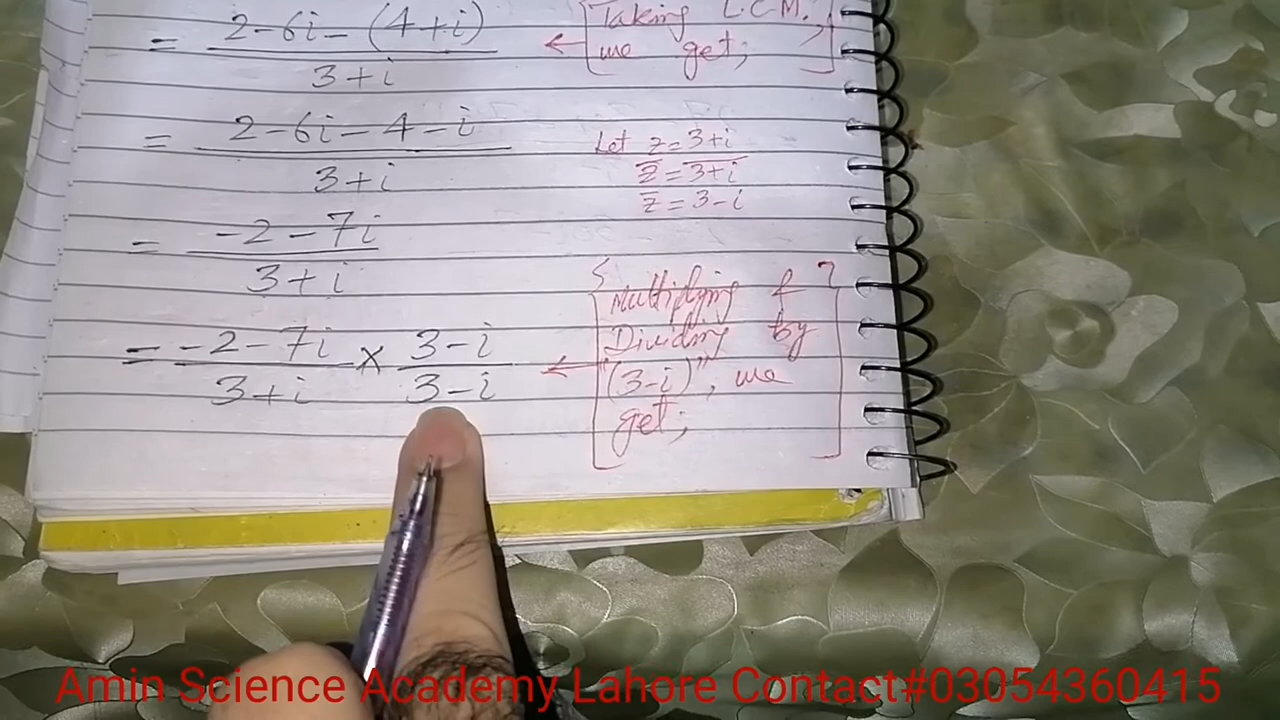 = 2-6i-(4+i) / 3+i
[Taking L.C.M.,
we get;]
= 2-6i-4-i / 3+i
Let z=3+i
z̅=3+i̅
z̅=3-i
= -2-7i / 3+i
= -2-7i / 3+i × 3-i / 3-i
[Multiplying &
Dividing by
"(3-i)", we
get;]
Amin Science Academy Lahore Contact#03054360415